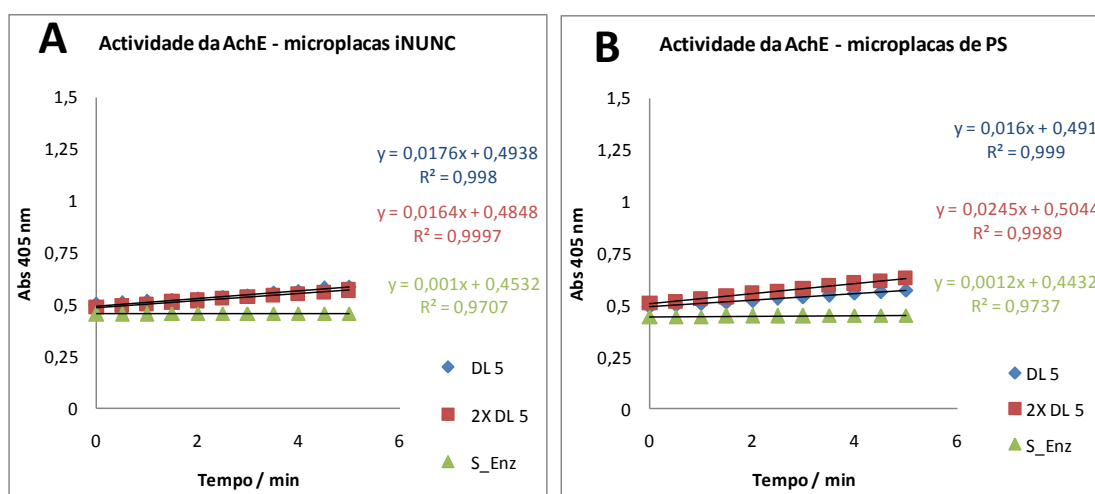 A
Actividade da AchE - microplacas iNUNC
1,5
1,25
1
0,75
0,5
0,25
0
0
2
4
6
Abs 405 nm
Tempo / min
y = 0,0176x + 0,4938
R² = 0,998
y = 0,0164x + 0,4848
R² = 0,9997
y = 0,001x + 0,4532
R² = 0,9707
DL 5
2X DL 5
S_Enz
B
Actividade da AchE - microplacas de PS
1,5
1,25
1
0,75
0,5
0,25
0
0
2
4
6
Abs 405 nm
Tempo / min
y = 0,016x + 0,491
R² = 0,999
y = 0,0245x + 0,5044
R² = 0,9989
y = 0,0012x + 0,4432
R² = 0,9737
DL 5
2X DL 5
S_Enz